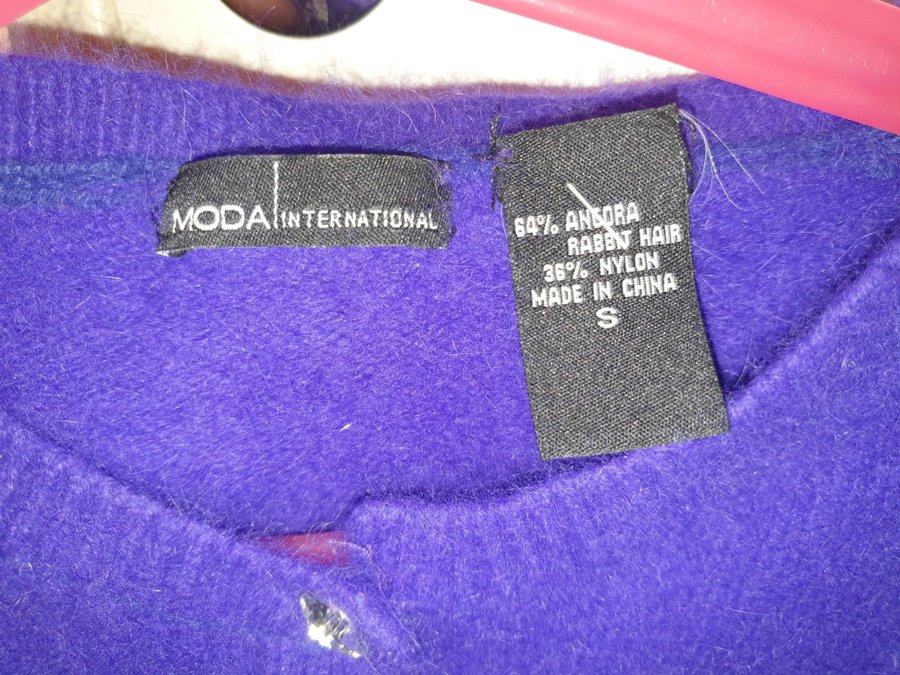 MODA INTERNATIONAL
64% ANGORA
RABBIT HAIR
36% NYLON
MADE IN CHINA
S